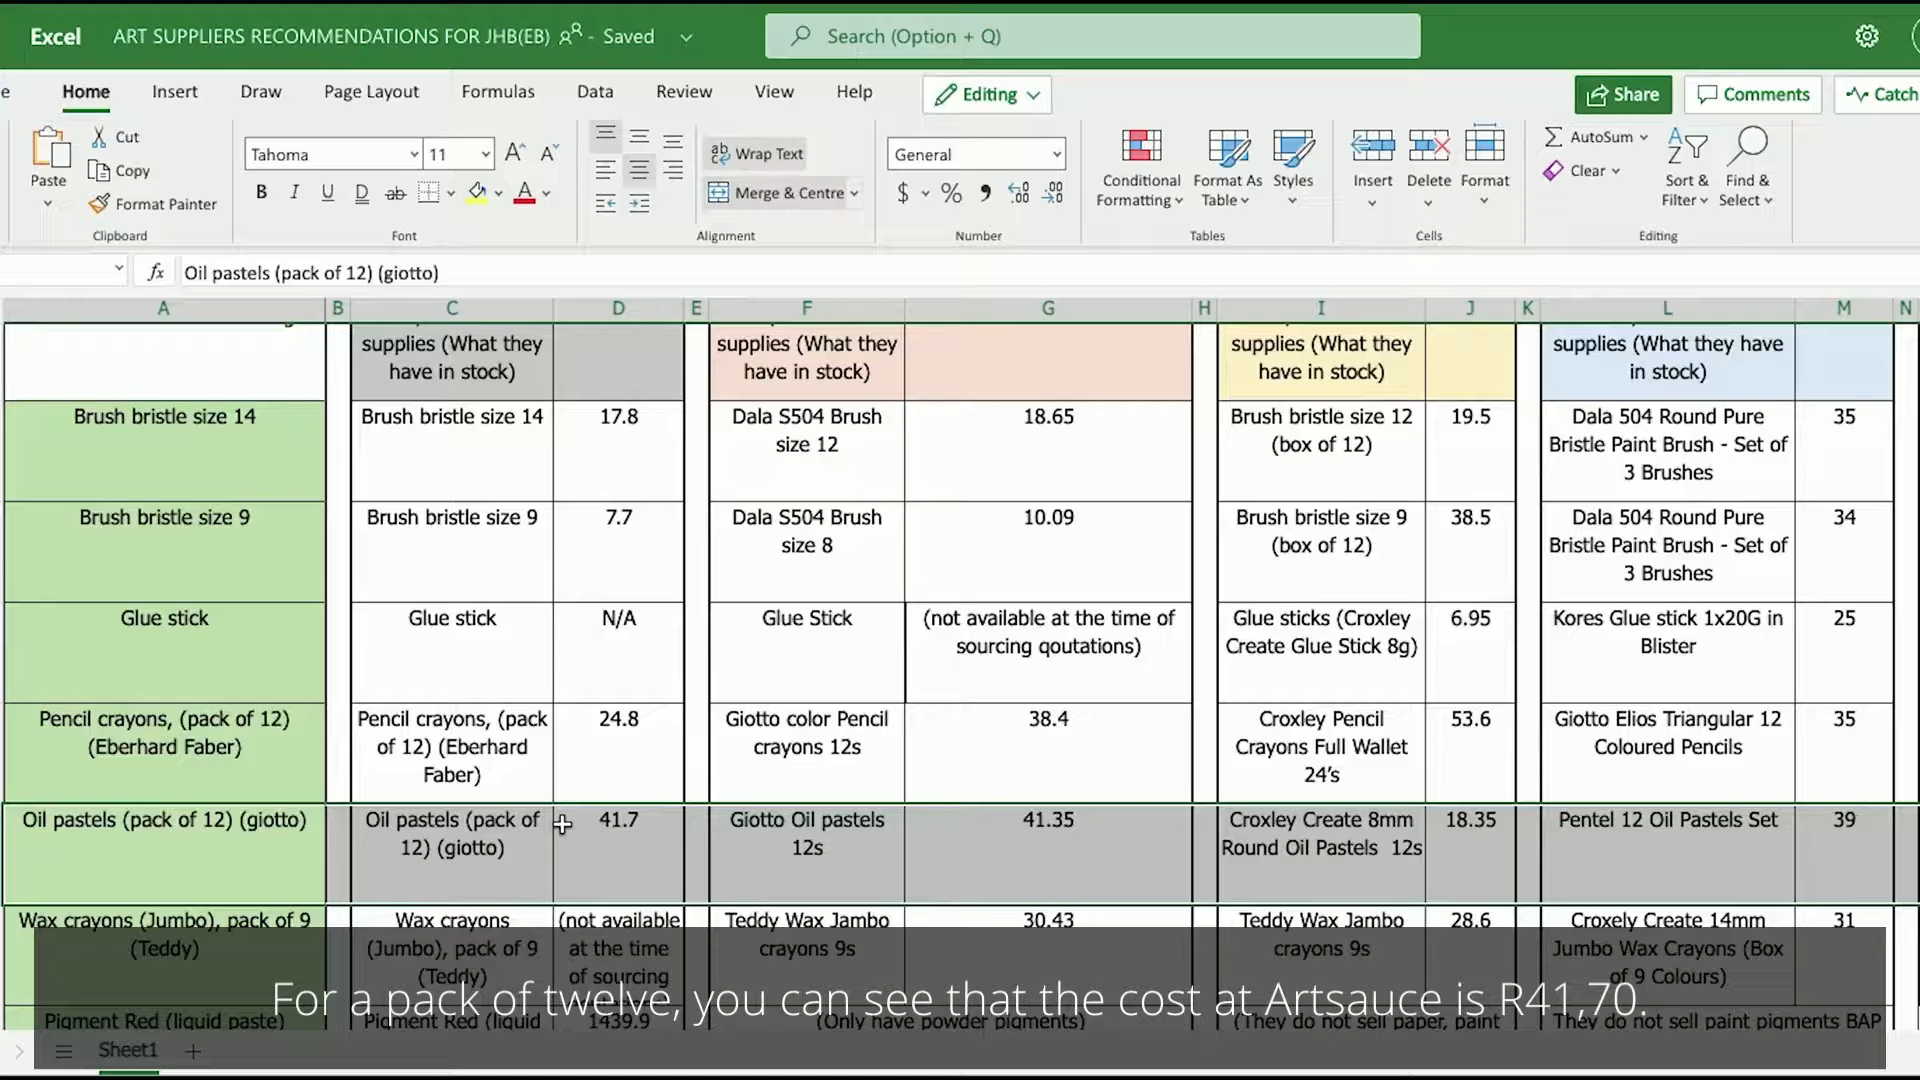 Excel
ART SUPPLIERS RECOMMENDATIONS FOR JHB(EB) - Saved
Search (Option + Q)
e Home Insert Draw Page Layout Formulas Data Review View Help Editing Share Comments Catch
Paste
Cut
Copy
Format Painter
Clipboard
Tahoma 11
Font
Wrap Text
Merge & Centre
Alignment
General
Number
Conditional
Formatting
Format As
Table
Styles
Tables
Insert
Delete
Format
Cells
AutoSum
Clear
Sort &
Filter
Find &
Select
Editing
fx Oil pastels (pack of 12) (giotto)
A B C D E F G H I J K L M N
supplies (What they
have in stock)
supplies (What they
have in stock)
supplies (What they
have in stock)
supplies (What they have
in stock)
Brush bristle size 14
Brush bristle size 14
17.8
Dala S504 Brush
size 12
18.65
Brush bristle size 12
(box of 12)
19.5
Dala 504 Round Pure
Bristle Paint Brush - Set of
3 Brushes
35
Brush bristle size 9
Brush bristle size 9
7.7
Dala S504 Brush
size 8
10.09
Brush bristle size 9
(box of 12)
38.5
Dala 504 Round Pure
Bristle Paint Brush - Set of
3 Brushes
34
Glue stick
Glue stick
N/A
Glue Stick
(not available at the time of
sourcing qoutations)
Glue sticks (Croxley
Create Glue Stick 8g)
6.95
Kores Glue stick 1x20G in
Blister
25
Pencil crayons, (pack of 12)
(Eberhard Faber)
Pencil crayons, (pack
of 12) (Eberhard
Faber)
24.8
Giotto color Pencil
crayons 12s
38.4
Croxley Pencil
Crayons Full Wallet
24's
53.6
Giotto Elios Triangular 12
Coloured Pencils
35
Oil pastels (pack of 12) (giotto)
Oil pastels (pack of
12) (giotto)
41.7
Giotto Oil pastels
12s
41.35
Croxley Create 8mm
Round Oil Pastels 12s
18.35
Pentel 12 Oil Pastels Set
39
Wax crayons (Jumbo), pack of 9
(Teddy)
Wax crayons
(Jumbo), pack of 9
(Teddy)
(not available
at the time
of sourcing
Teddy Wax Jambo
crayons 9s
30.43
Teddy Wax Jambo
crayons 9s
28.6
Croxely Create 14mm
Jumbo Wax Crayons (Box
of 9 Colours)
31
For a pack of twelve, you can see that the cost at Artsauce is R41,70.
Pigment Red (liquid paste)
Pigment Red (liquid
1439.9
(Only have powder pigments)
(They do not sell paper, paint
They do not sell paint pigments BAP
Sheet1